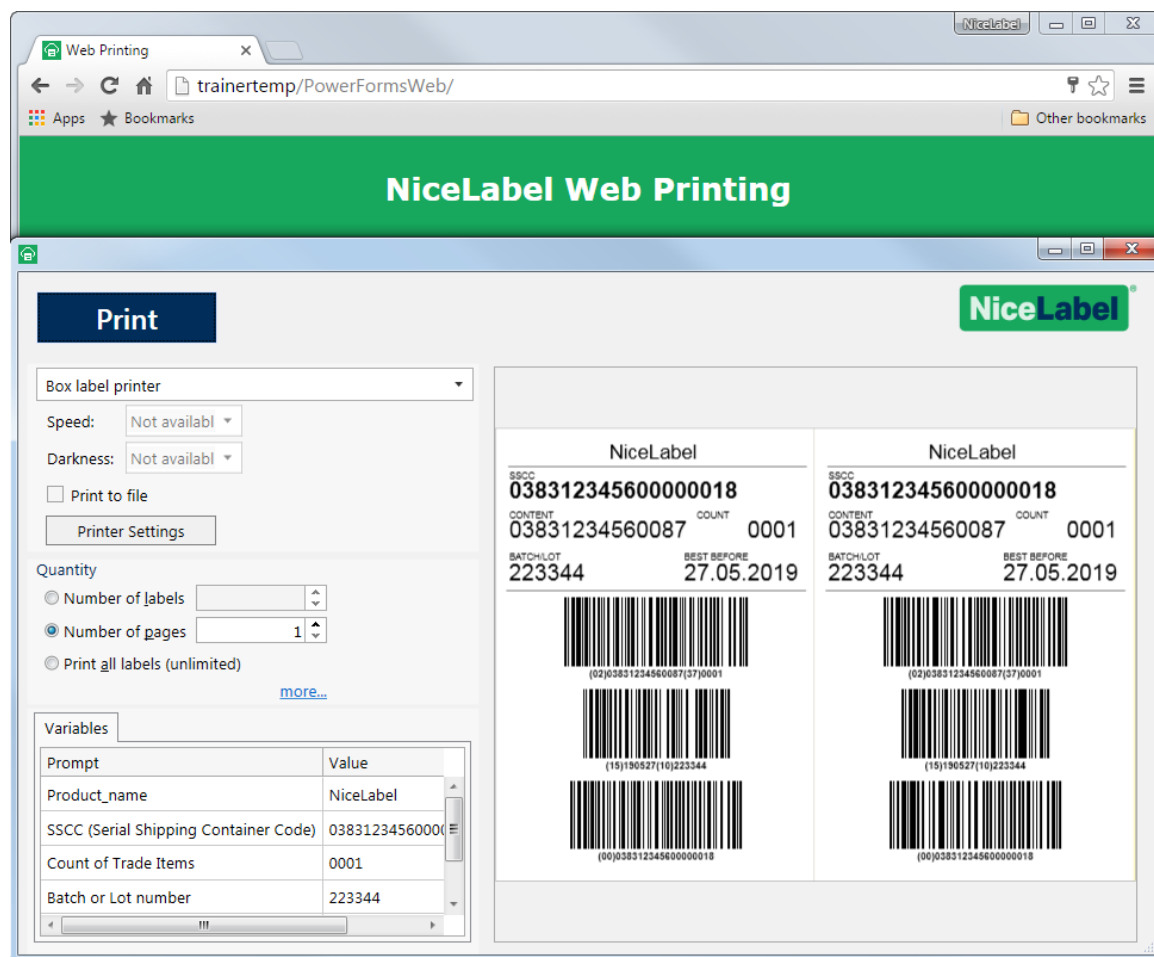 NiceLabel
Web Printing
trainertemp/PowerFormsWeb/
Apps Bookmarks Other bookmarks
NiceLabel Web Printing
Print
NiceLabel®
Box label printer
Speed: Not availabl
Darkness: Not availabl
Print to file
Printer Settings
Quantity
Number of labels
Number of pages 1
Print all labels (unlimited)
more...
Variables
Prompt Value
Product_name NiceLabel
SSCC (Serial Shipping Container Code) 0383123456000(
Count of Trade Items 0001
Batch or Lot number 223344
NiceLabel
SSCC
038312345600000018
CONTENT COUNT
03831234560087 0001
BATCH/LOT BEST BEFORE
223344 27.05.2019
(02)03831234560087(37)0001
(15)190527(10)223344
(00)038312345600000018
NiceLabel
SSCC
038312345600000018
CONTENT COUNT
03831234560087 0001
BATCH/LOT BEST BEFORE
223344 27.05.2019
(02)03831234560087(37)0001
(15)190527(10)223344
(00)038312345600000018